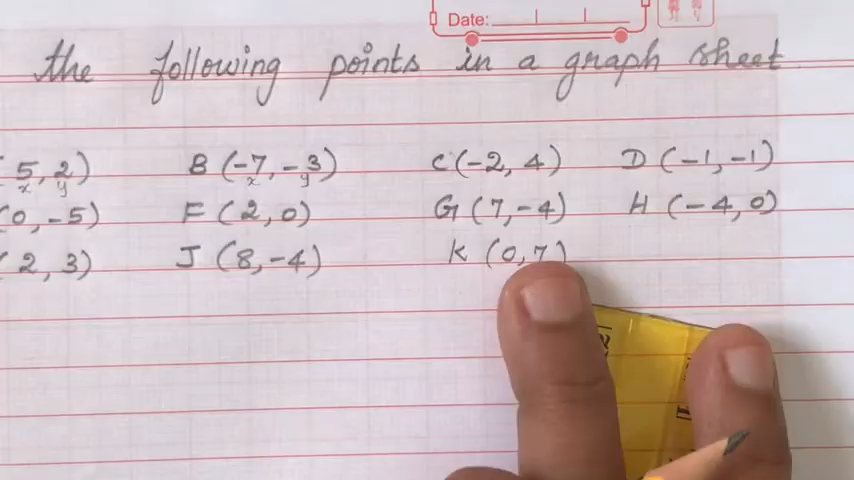 Date:
the following points in a graph sheet
5, 2) B (-7, -3) C (-2, 4) D (-1, -1)
x y x y
(0, -5) F (2, 0) G (7, -4) H (-4, 0)
(2, 3) J (8, -4) K (0, 7)